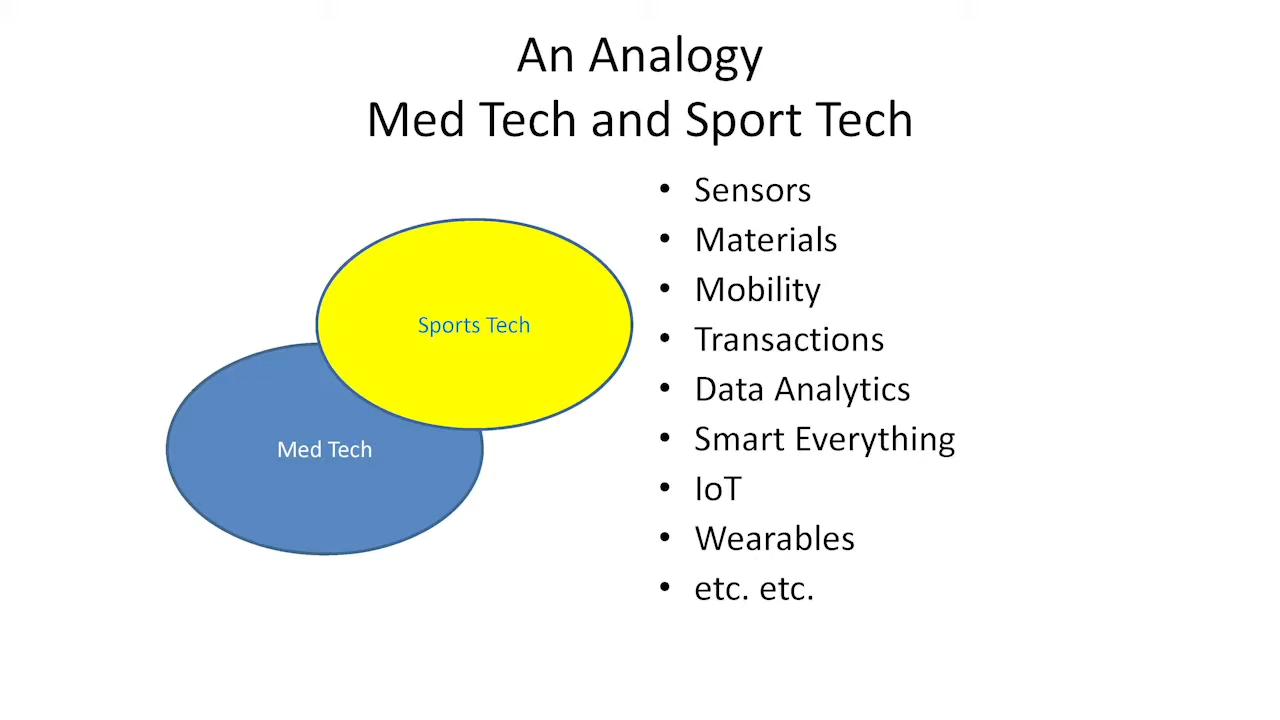 An Analogy
Med Tech and Sport Tech
Sports Tech
Med Tech
• Sensors
• Materials
• Mobility
• Transactions
• Data Analytics
• Smart Everything
• IoT
• Wearables
• etc. etc.